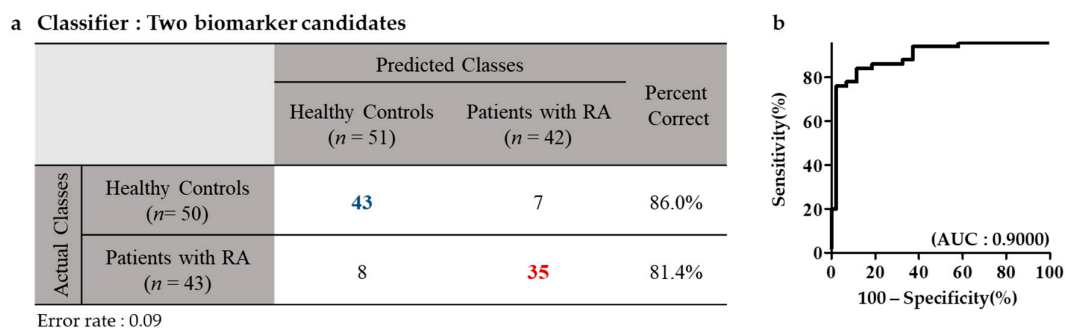 a Classifier : Two biomarker candidates
Predicted Classes
Healthy Controls
(n = 51)
Patients with RA
(n = 42)
Percent
Correct
Actual Classes
Healthy Controls
(n= 50)
43
7
86.0%
Patients with RA
(n = 43)
8
35
81.4%
Error rate : 0.09
b
Sensitivity(%)
80
60
40
20
0
(AUC : 0.9000)
0 20 40 60 80 100
100 – Specificity(%)